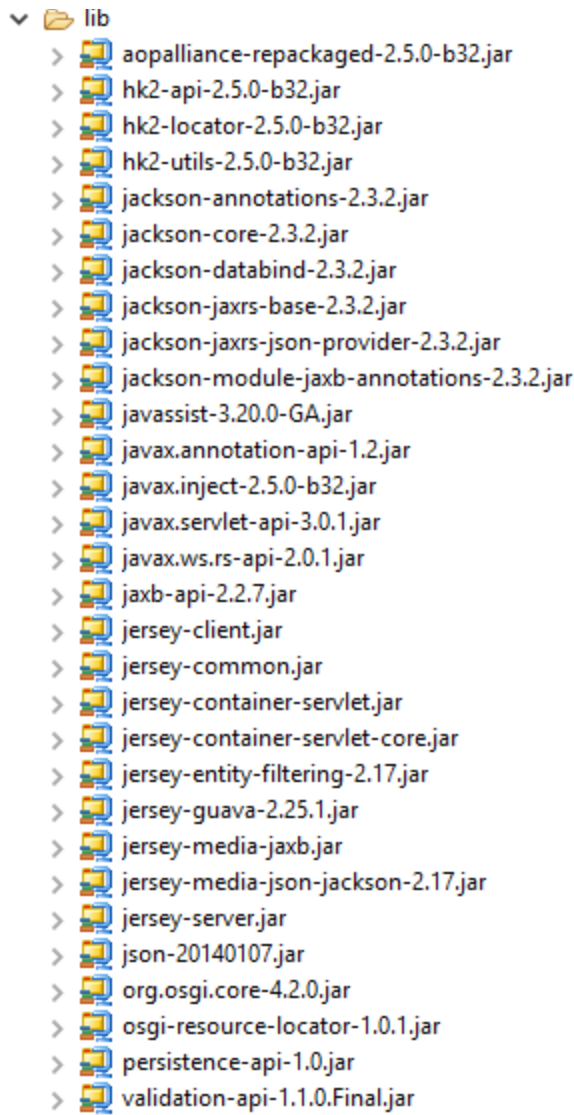 lib
aopalliance-repackaged-2.5.0-b32.jar
hk2-api-2.5.0-b32.jar
hk2-locator-2.5.0-b32.jar
hk2-utils-2.5.0-b32.jar
jackson-annotations-2.3.2.jar
jackson-core-2.3.2.jar
jackson-databind-2.3.2.jar
jackson-jaxrs-base-2.3.2.jar
jackson-jaxrs-json-provider-2.3.2.jar
jackson-module-jaxb-annotations-2.3.2.jar
javassist-3.20.0-GA.jar
javax.annotation-api-1.2.jar
javax.inject-2.5.0-b32.jar
javax.servlet-api-3.0.1.jar
javax.ws.rs-api-2.0.1.jar
jaxb-api-2.2.7.jar
jersey-client.jar
jersey-common.jar
jersey-container-servlet.jar
jersey-container-servlet-core.jar
jersey-entity-filtering-2.17.jar
jersey-guava-2.25.1.jar
jersey-media-jaxb.jar
jersey-media-json-jackson-2.17.jar
jersey-server.jar
json-20140107.jar
org.osgi.core-4.2.0.jar
osgi-resource-locator-1.0.1.jar
persistence-api-1.0.jar
validation-api-1.1.0.Final.jar